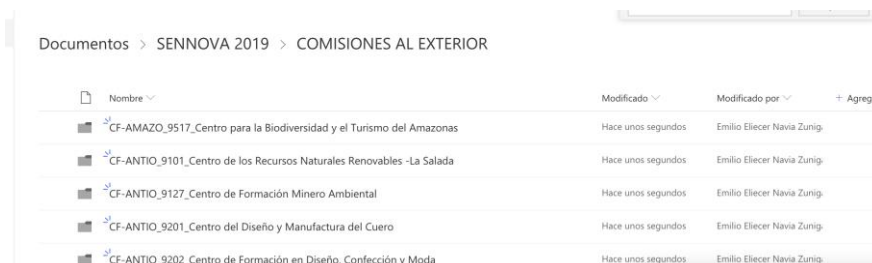 Documentos > SENNOVA 2019 > COMISIONES AL EXTERIOR
Nombre Modificado Modificado por + Agreg
CF-AMAZO_9517_Centro para la Biodiversidad y el Turismo del Amazonas Hace unos segundos Emilio Eliecer Navia Zunig
CF-ANTIO_9101_Centro de los Recursos Naturales Renovables -La Salada Hace unos segundos Emilio Eliecer Navia Zunig
CF-ANTIO_9127_Centro de Formación Minero Ambiental Hace unos segundos Emilio Eliecer Navia Zunig
CF-ANTIO_9201_Centro del Diseño y Manufactura del Cuero Hace unos segundos Emilio Eliecer Navia Zunig
CF-ANTIO_9202_Centro de Formación en Diseño, Confección y Moda Hace unos segundos Emilio Eliecer Navia Zunig